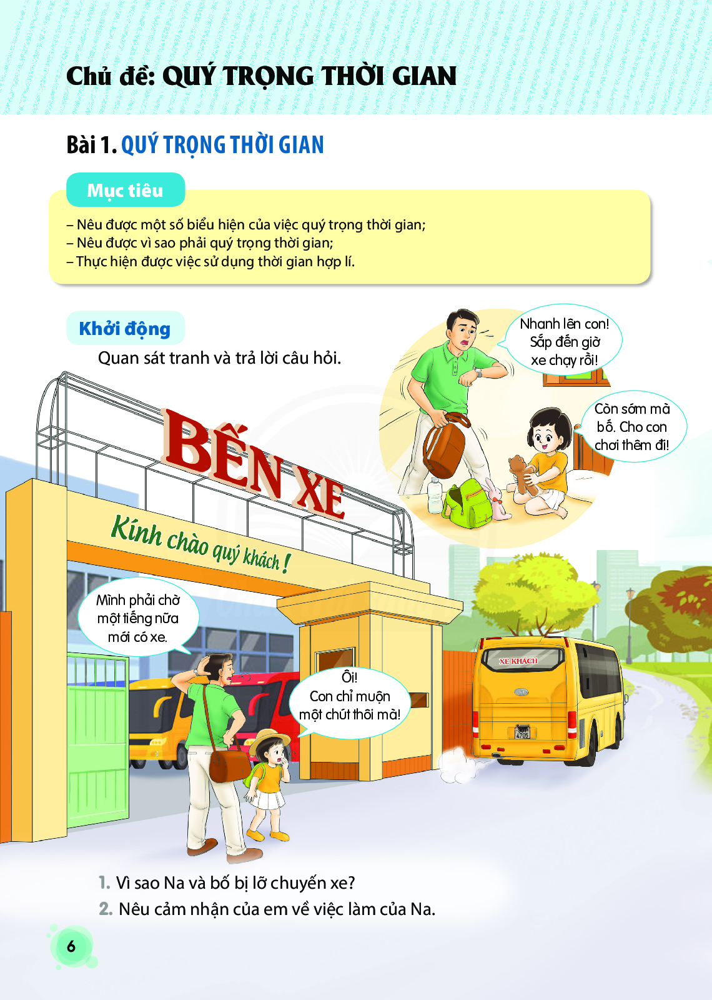 Chủ đề: QUÝ TRỌNG THỜI GIAN
Bài 1. QUÝ TRỌNG THỜI GIAN
Mục tiêu
– Nêu được một số biểu hiện của việc quý trọng thời gian;
– Nêu được vì sao phải quý trọng thời gian;
– Thực hiện được việc sử dụng thời gian hợp lí.
Khởi động
Quan sát tranh và trả lời câu hỏi.
Nhanh lên con!
Sắp đến giờ
xe chạy rồi!
Còn sớm mà
bố. Cho con
chơi thêm đi!
BẾN XE
Kính chào quý khách!
Mình phải chờ
một tiếng nữa
mới có xe.
Ôi!
Con chỉ muộn
một chút thôi mà!
XE KHÁCH
30T
4705
1. Vì sao Na và bố bị lỡ chuyến xe?
2. Nêu cảm nhận của em về việc làm của Na.
6